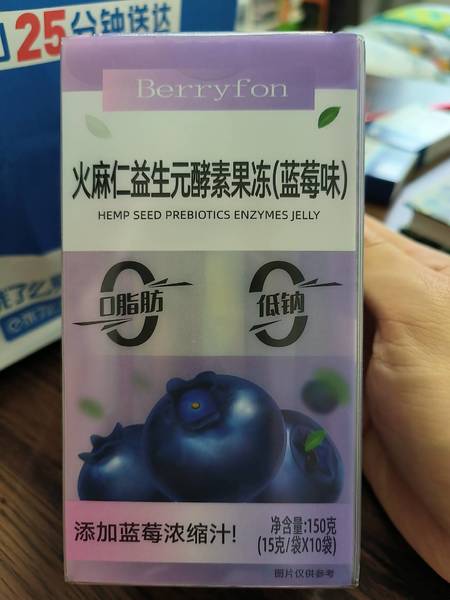 25分钟送达
Berryfon
火麻仁益生元酵素果冻(蓝莓味)
HEMP SEED PREBIOTICS ENZYMES JELLY
0脂肪
低钠
添加蓝莓浓缩汁!
净含量:150克
(15克/袋X10袋)
图片仅供参考